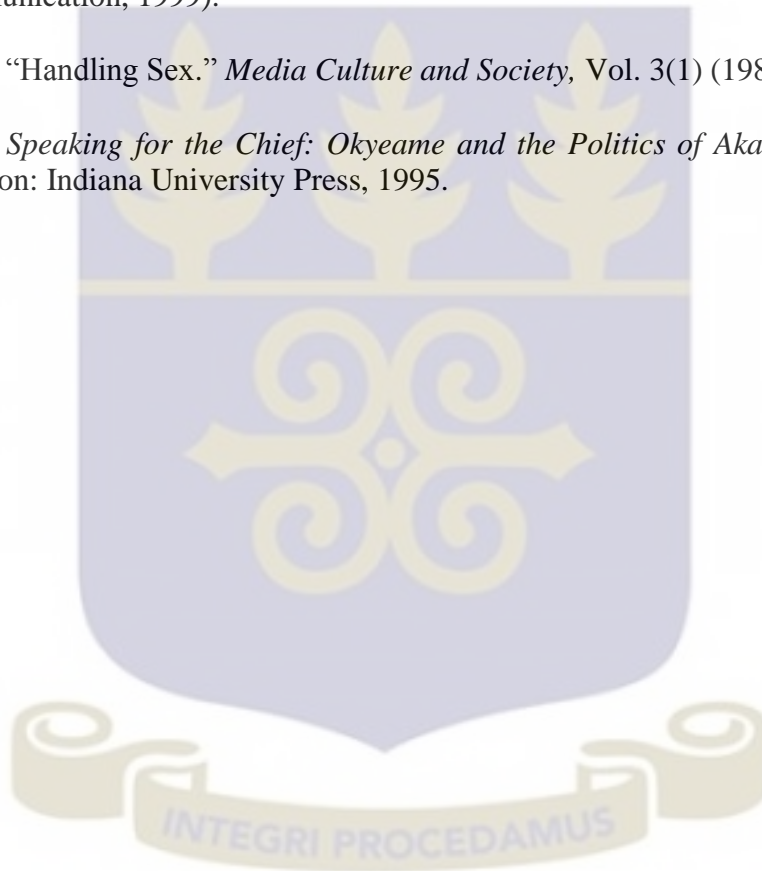 1999).
“Handling Sex.” Media Culture and Society, Vol. 3(1) (198
Speaking for the Chief: Okyeame and the Politics of Aka
on: Indiana University Press, 1995.
INTEGRI PROCEDAMUS